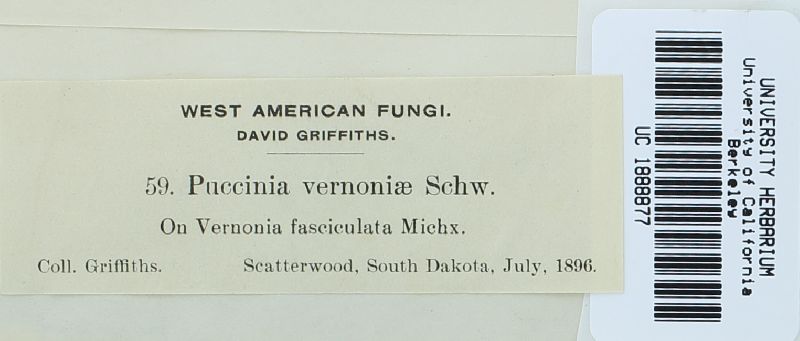 WEST AMERICAN FUNGI.
DAVID GRIFFITHS.
59. Puccinia vernoniæ Schw.
On Vernonia fasciculata Michx.
Coll. Griffiths. Scatterwood, South Dakota, July, 1896.
UNIVERSITY HERBARIUM
University of California
Berkeley
UC 1888877